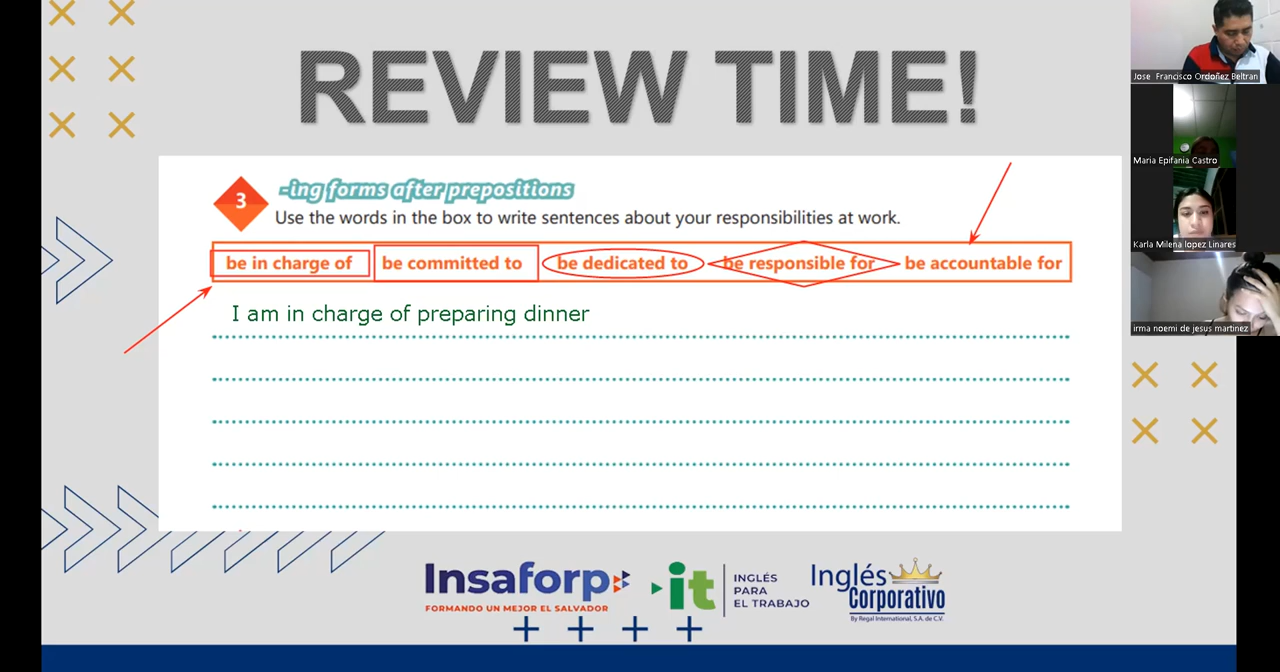 REVIEW TIME!
3
-ing forms after prepositions
Use the words in the box to write sentences about your responsibilities at work.
be in charge of be committed to be dedicated to be responsible for be accountable for
I am in charge of preparing dinner
Insaforp
FORMANDO UN MEJOR EL SALVADOR
it
INGLÉS
PARA
EL TRABAJO
Inglés
Corporativo
By Regal International, S.A. de C.V.
Jose Francisco Ordoñez Beltran
Maria Epifania Castro
Karla Milena lopez Linares
irma noemi de jesus martinez